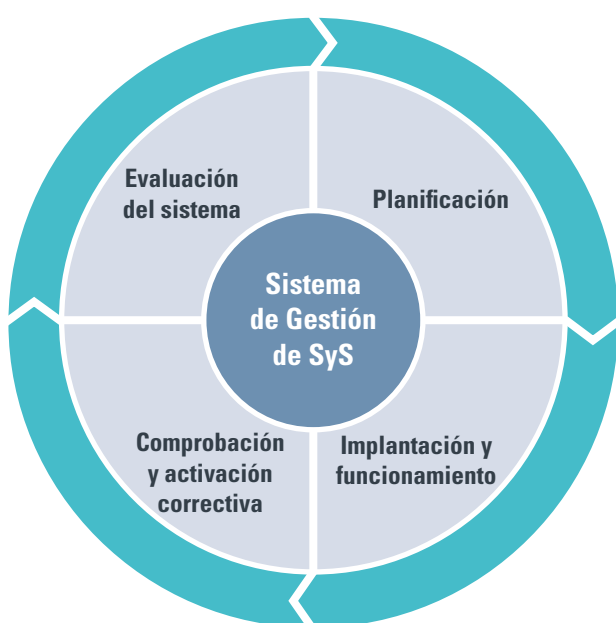 Evaluación
del sistema
Planificación
Sistema
de Gestión
de SyS
Comprobación
y activación
correctiva
Implantación y
funcionamiento